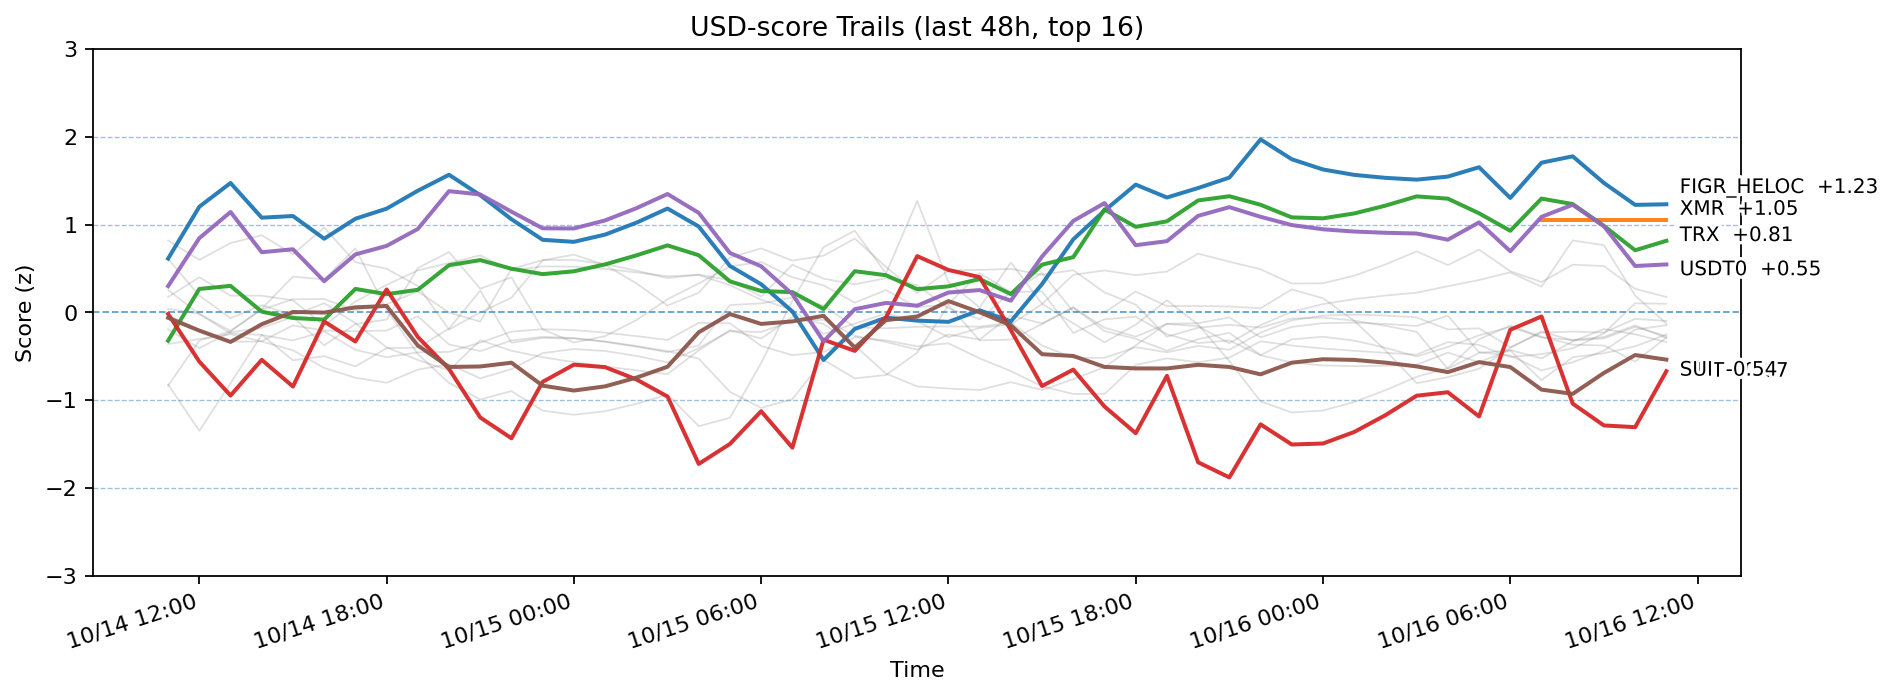 USD-score Trails (last 48h, top 16)
3
2
1
0
−1
−2
−3
Score (z)
FIGR_HELOC +1.23
XMR +1.05
TRX +0.81
USDT0 +0.55
10/14 12:00
10/14 18:00
10/15 00:00
10/15 06:00
10/15 12:00
10/15 18:00
10/16 00:00
10/16 06:00
10/16 12:00
Time